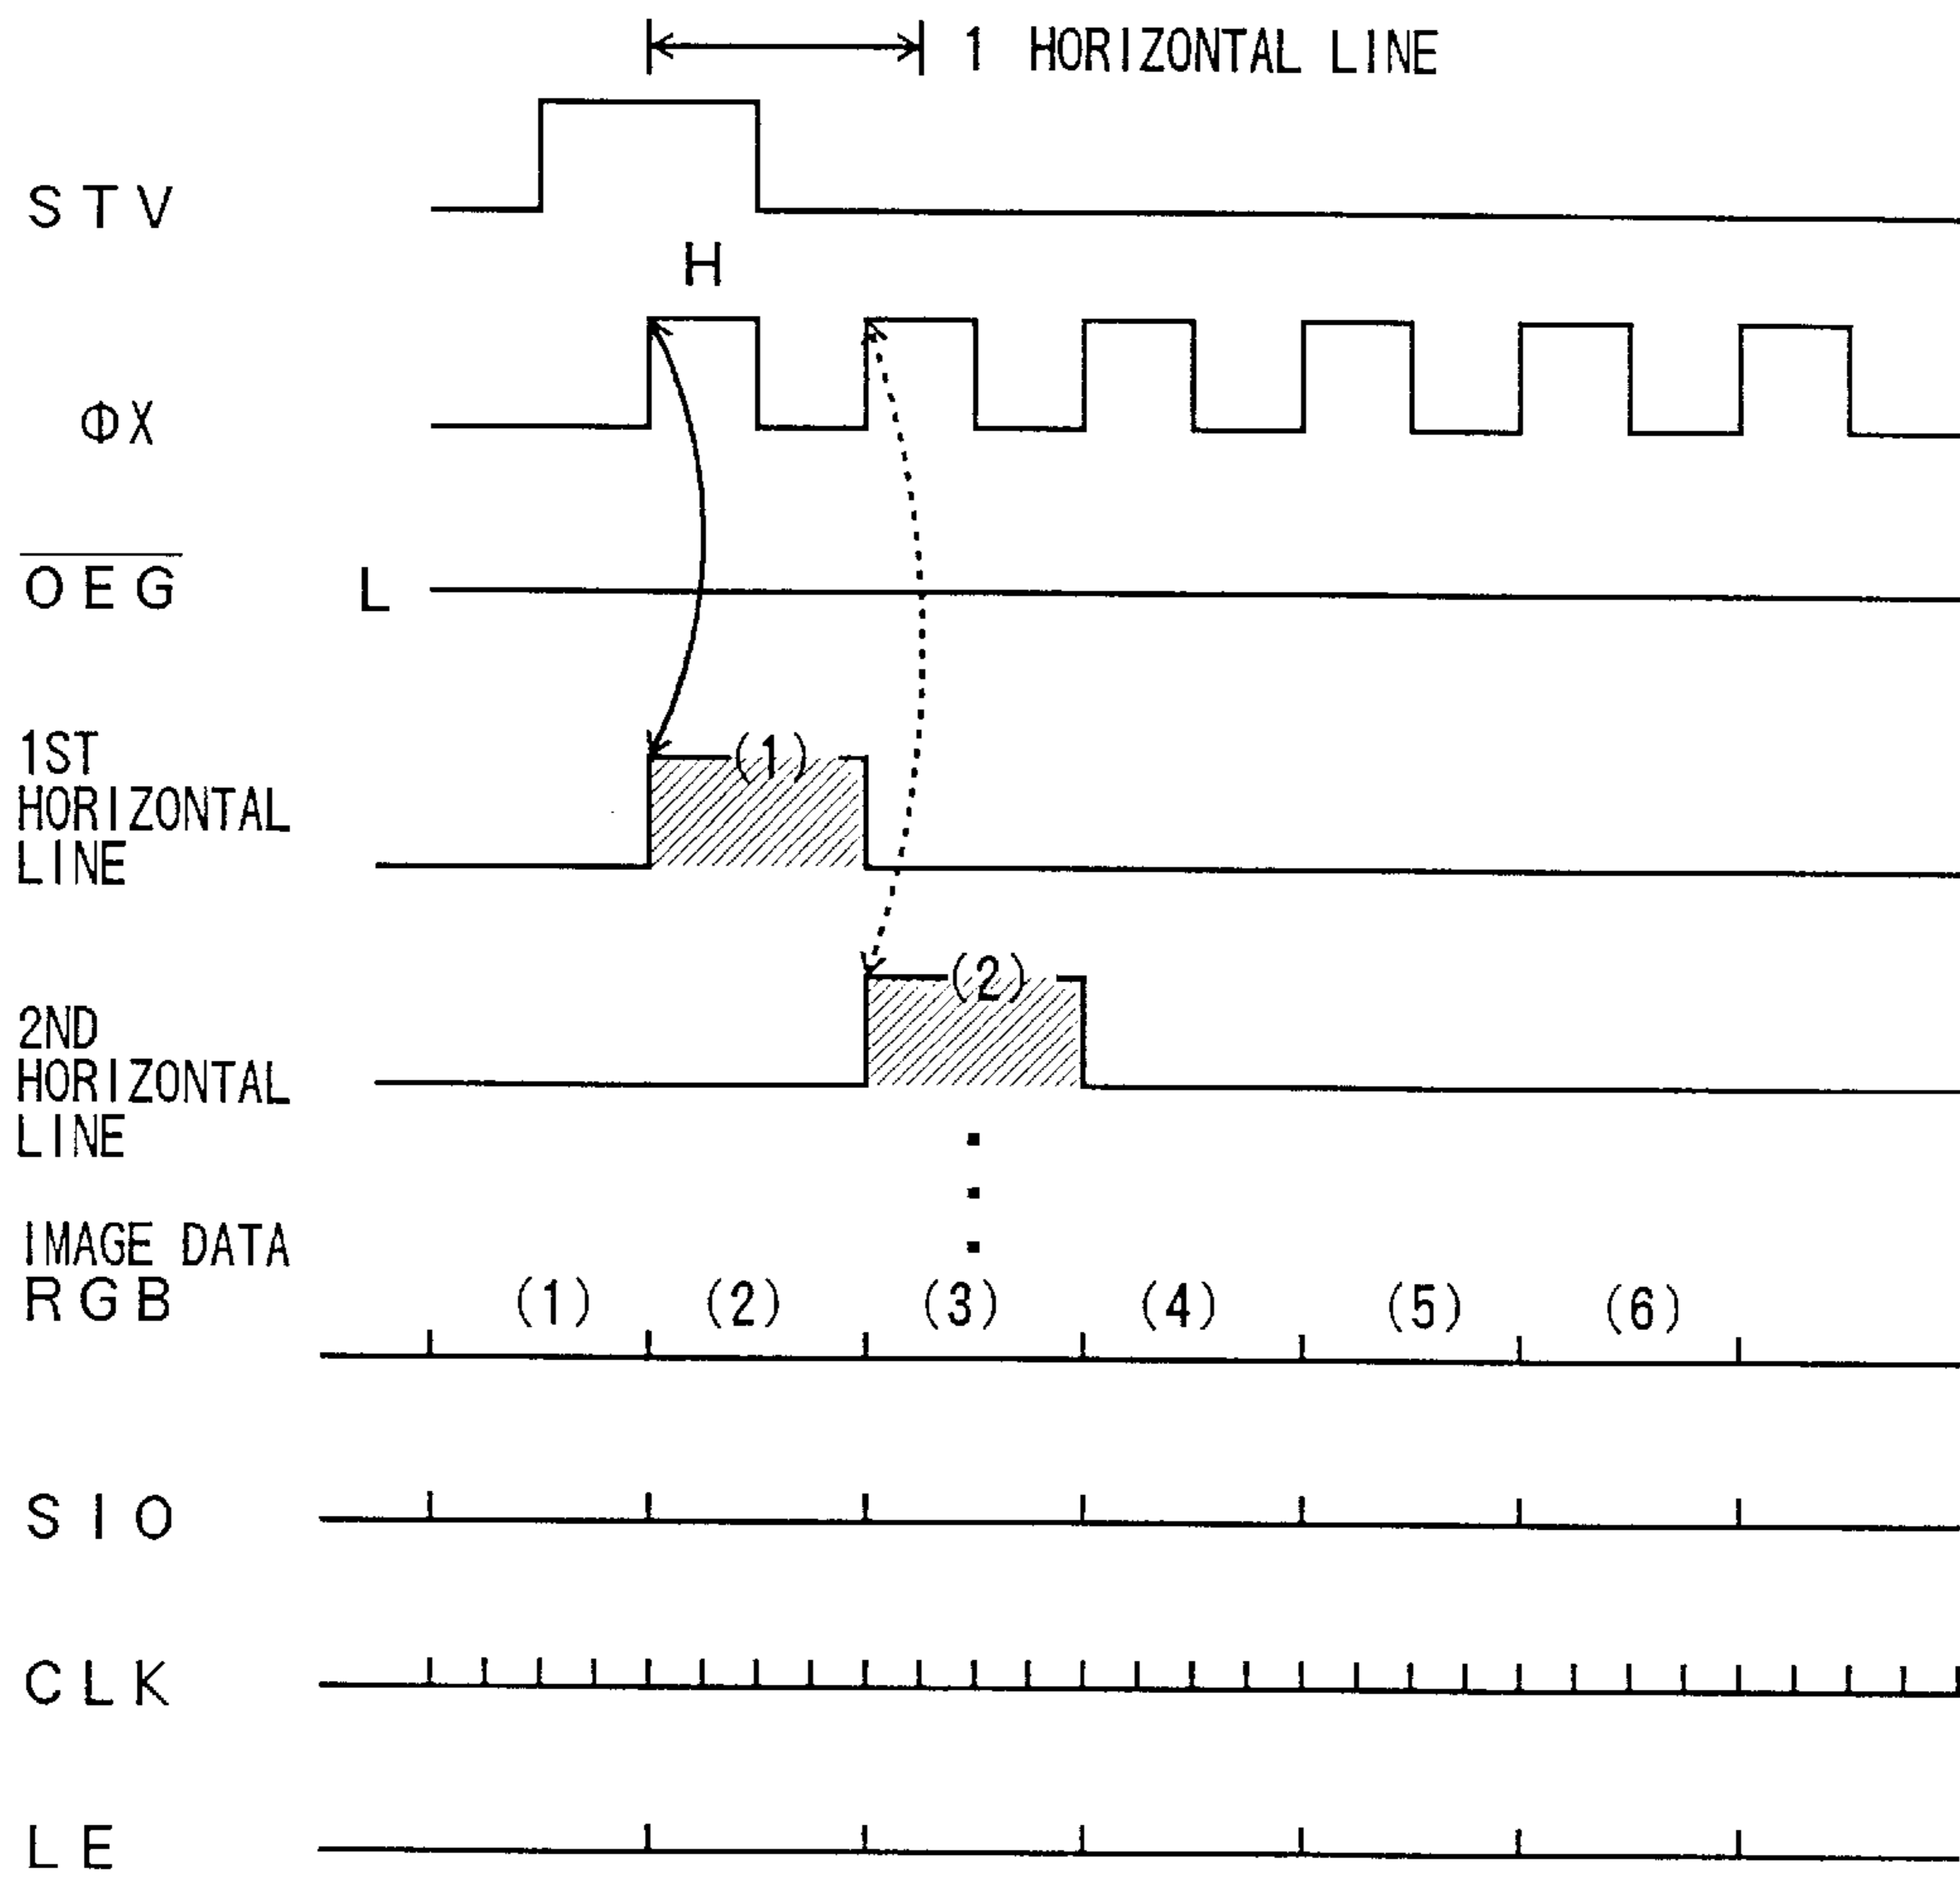 1 HORIZONTAL LINE
STV
H
ΦX
OEG L
1ST
HORIZONTAL
LINE
(1)
2ND
HORIZONTAL
LINE
(2)
IMAGE DATA
RGB (1) (2) (3) (4) (5) (6)
SIO
CLK
LE